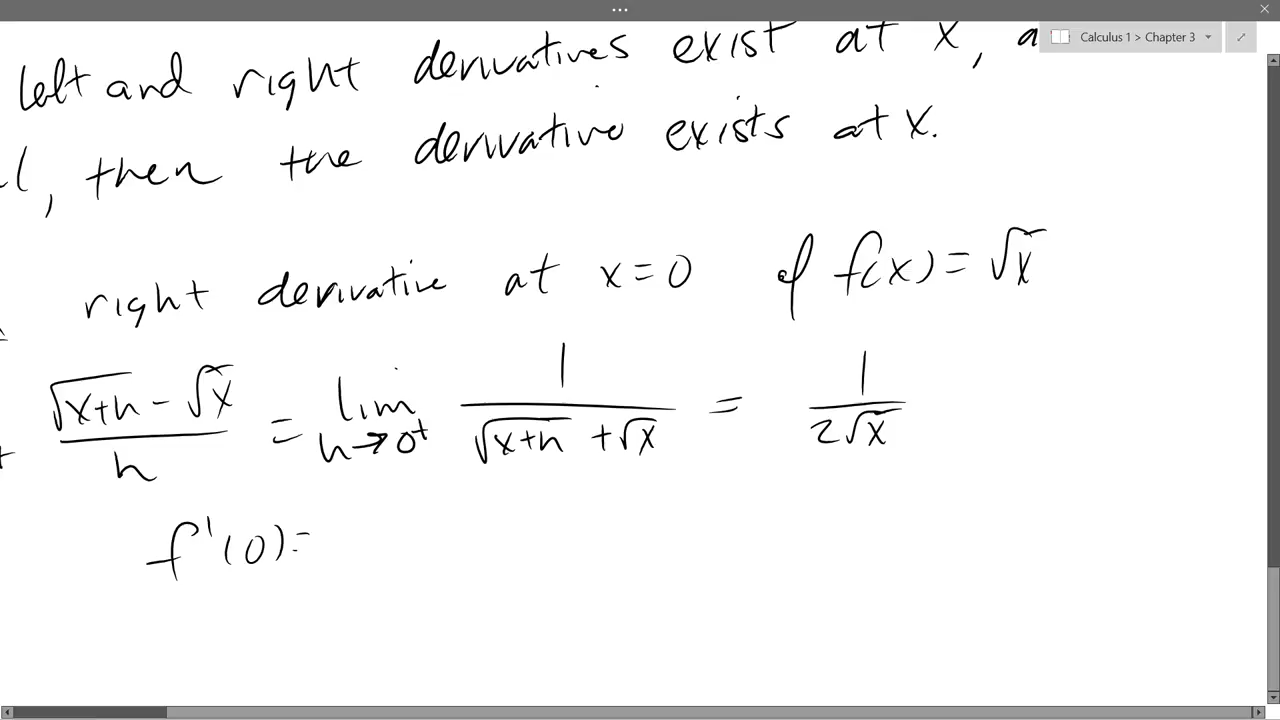 Calculus 1 > Chapter 3
left and right derivatives exist at x, a
l, then the derivative exists at x.
right derivative at x=0 of f(x)=√x
(√(x+h) - √x)/h = lim h→0⁺ 1/(√(x+h) + √x) = 1/(2√x)
f'(0)=